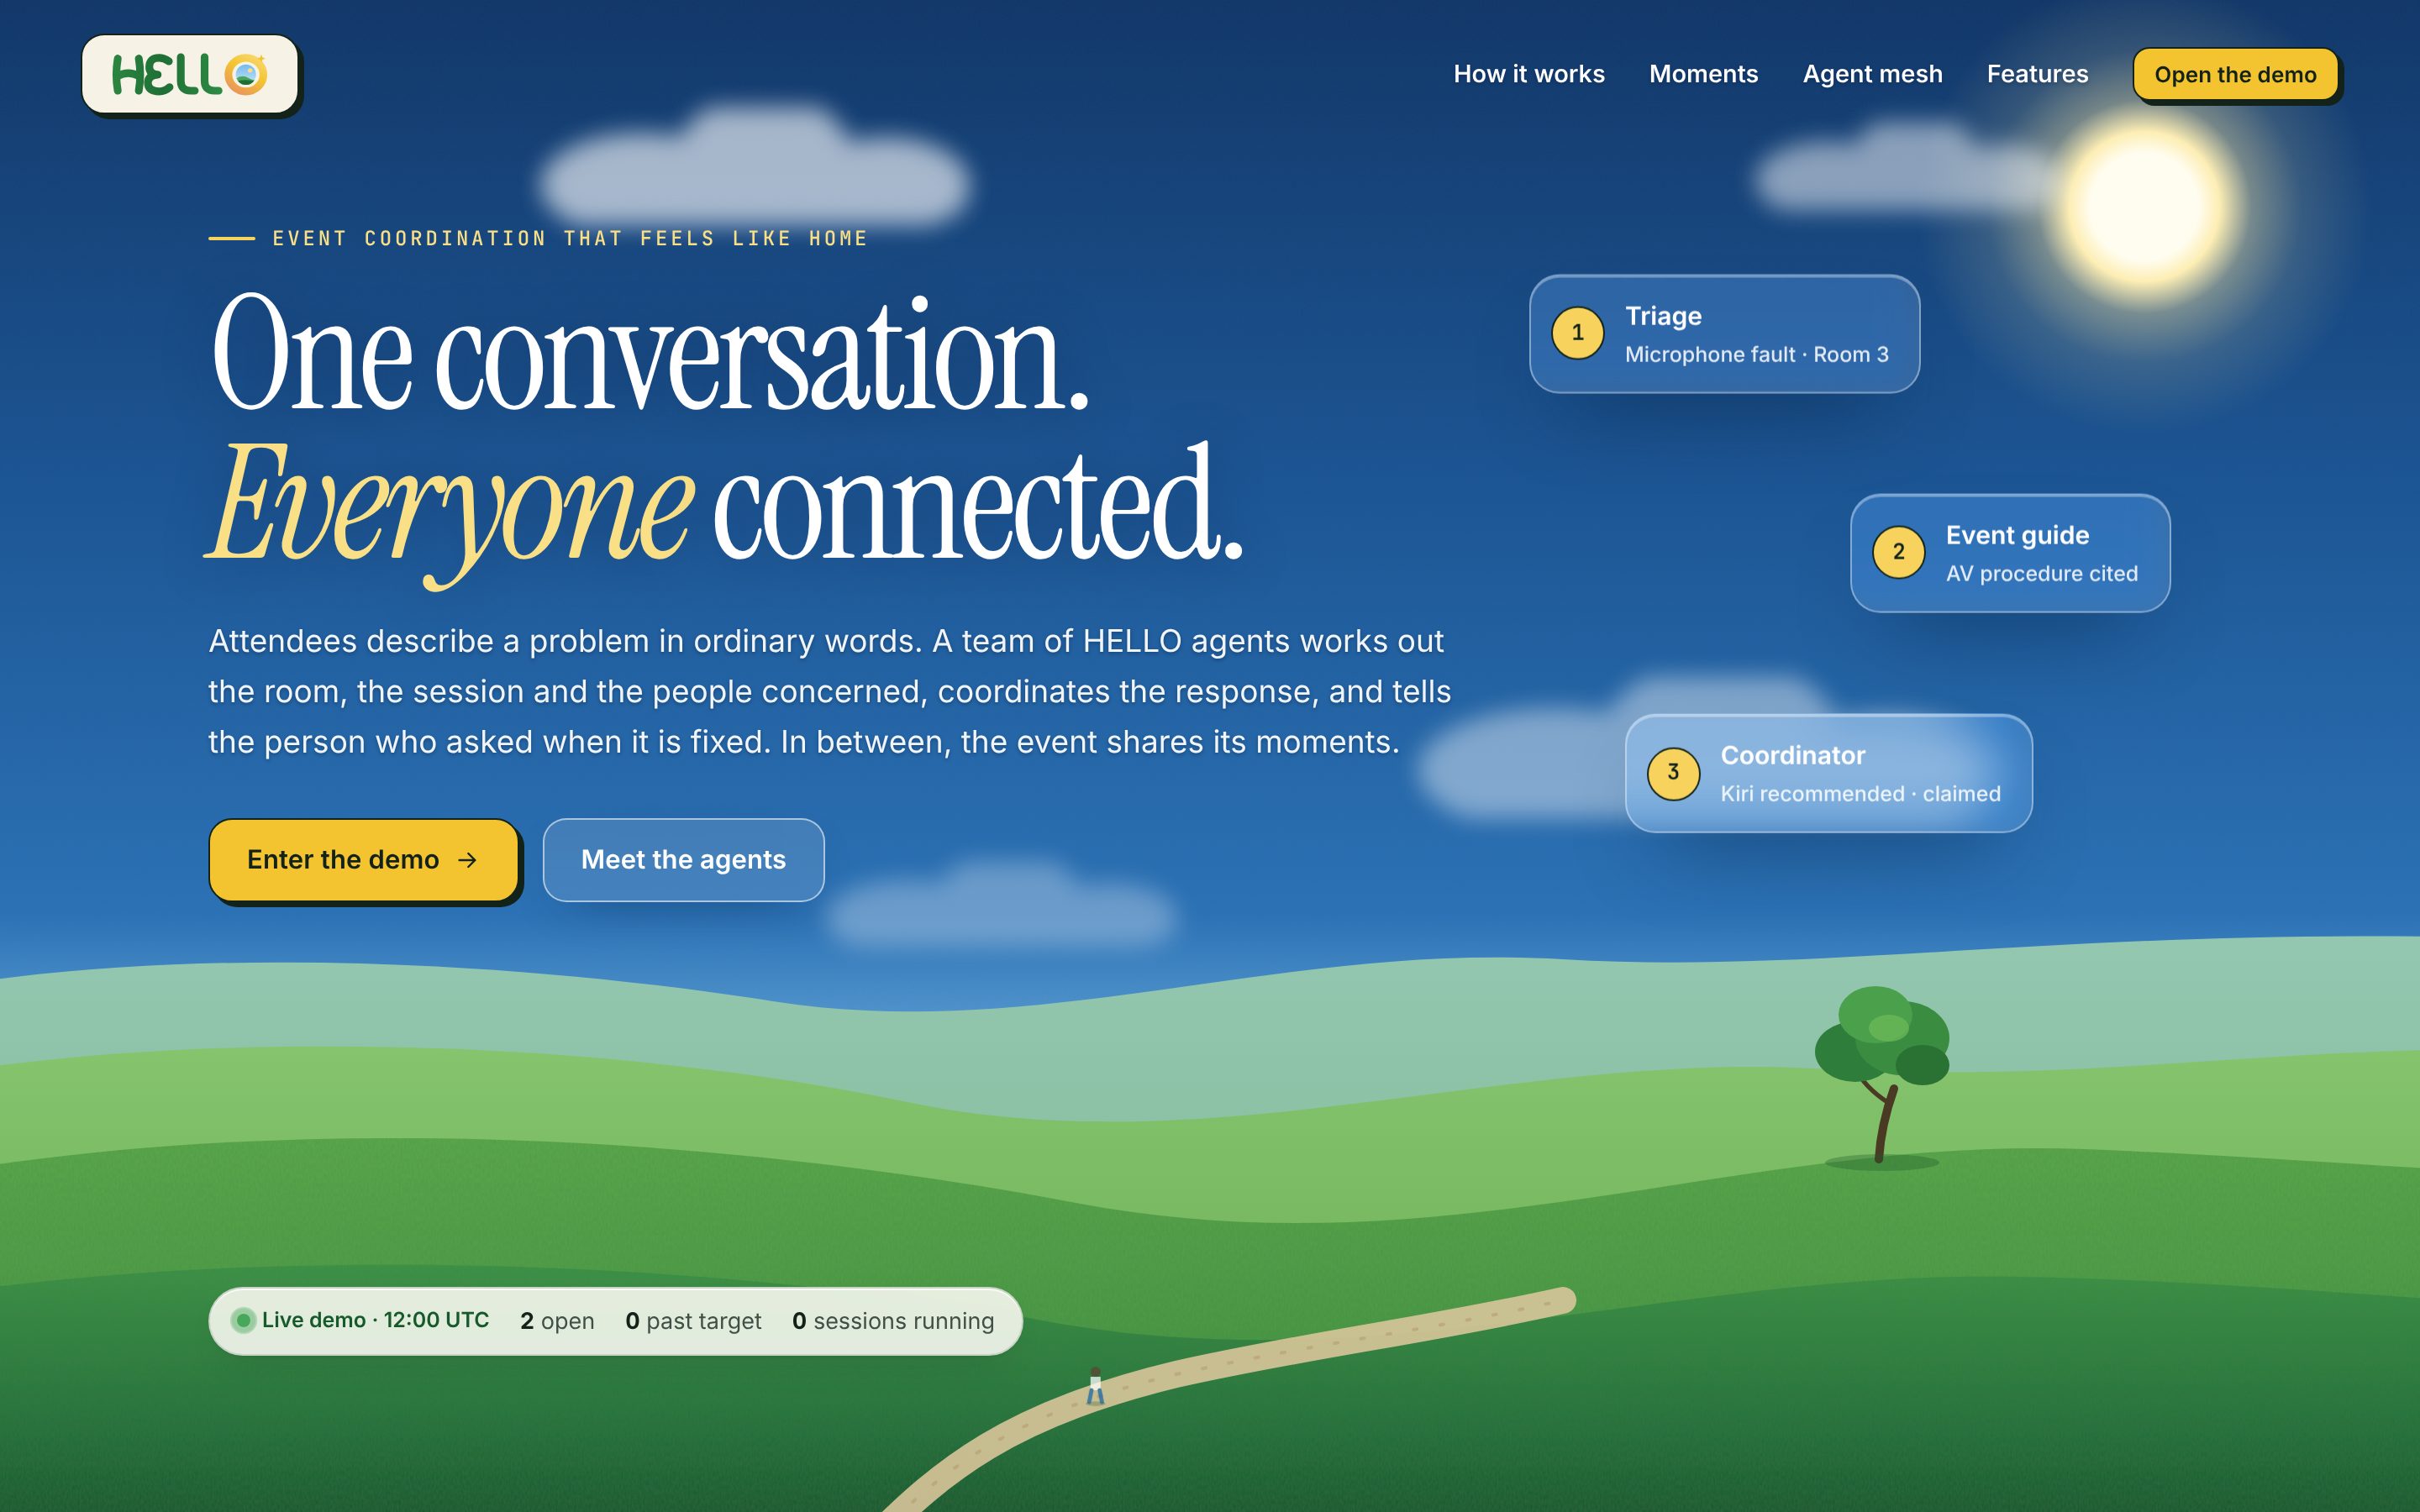 HELLO
How it works
Moments
Agent mesh
Features
Open the demo
EVENT COORDINATION THAT FEELS LIKE HOME
One conversation.
Everyone connected.
Attendees describe a problem in ordinary words. A team of HELLO agents works out
the room, the session and the people concerned, coordinates the response, and tells
the person who asked when it is fixed. In between, the event shares its moments.
Enter the demo →
Meet the agents
1
Triage
Microphone fault · Room 3
2
Event guide
AV procedure cited
3
Coordinator
Kiri recommended · claimed
Live demo · 12:00 UTC 2 open 0 past target 0 sessions running